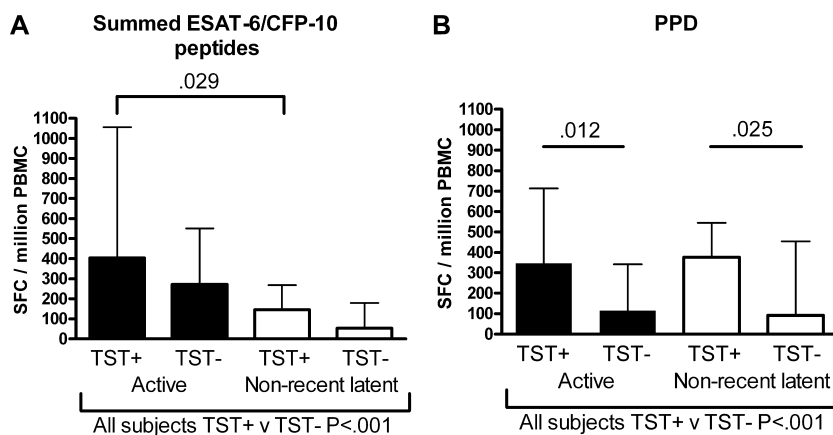 A
Summed ESAT-6/CFP-10
peptides
.029
SFC / million PBMC
1100
1000
900
800
700
600
500
400
300
200
100
0
TST+ TST- TST+ TST-
Active Non-recent latent
All subjects TST+ v TST- P<.001
B
PPD
.012 .025
SFC / million PBMC
1100
1000
900
800
700
600
500
400
300
200
100
0
TST+ TST- TST+ TST-
Active Non-recent latent
All subjects TST+ v TST- P<.001